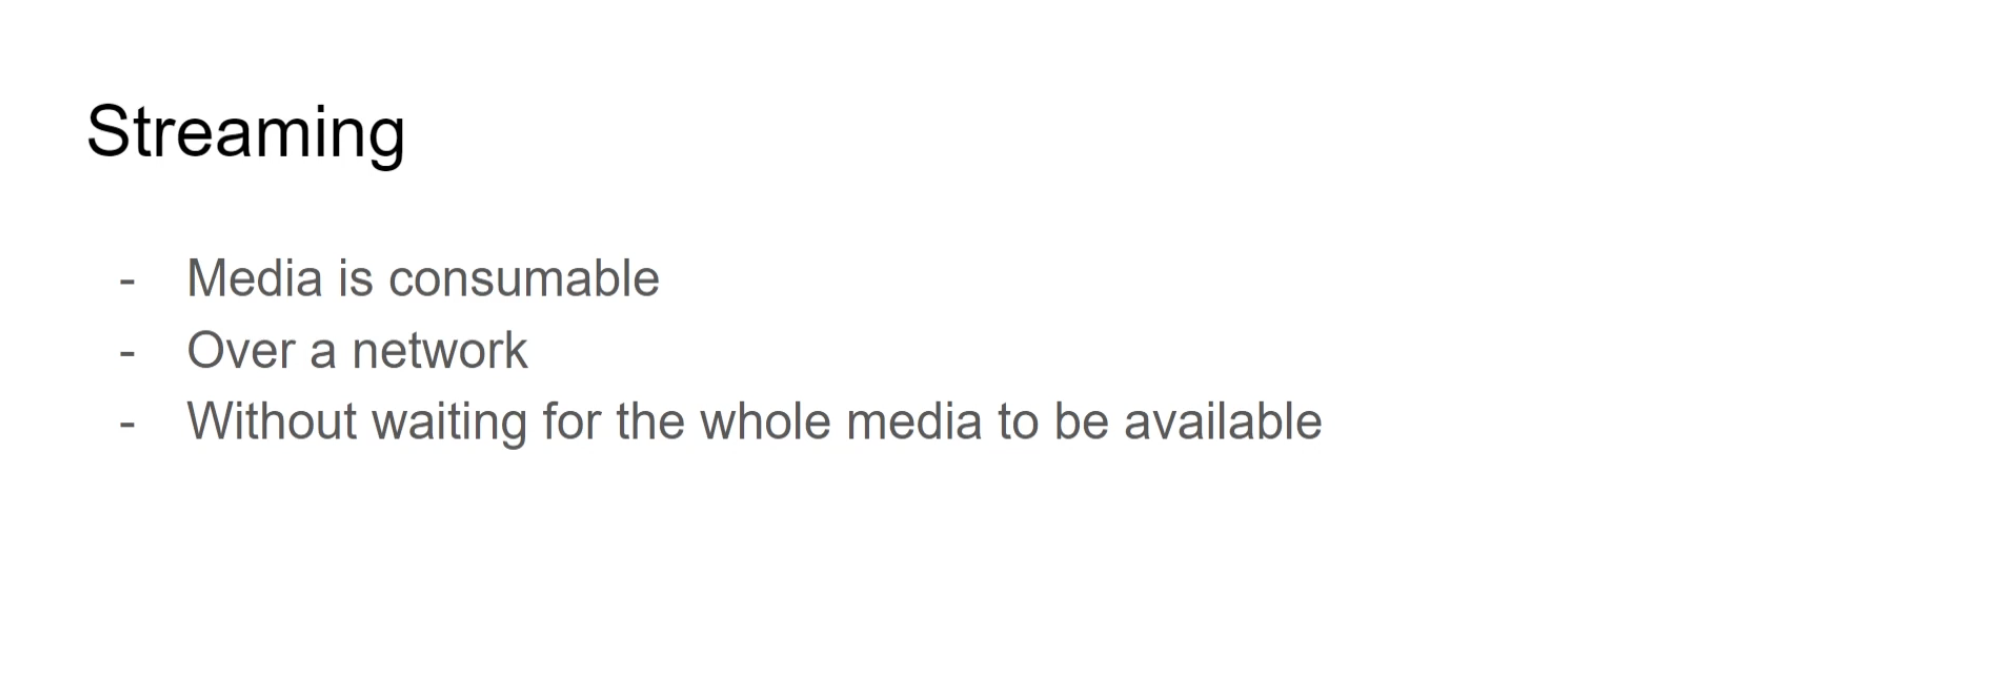 Streaming
- Media is consumable
- Over a network
- Without waiting for the whole media to be available